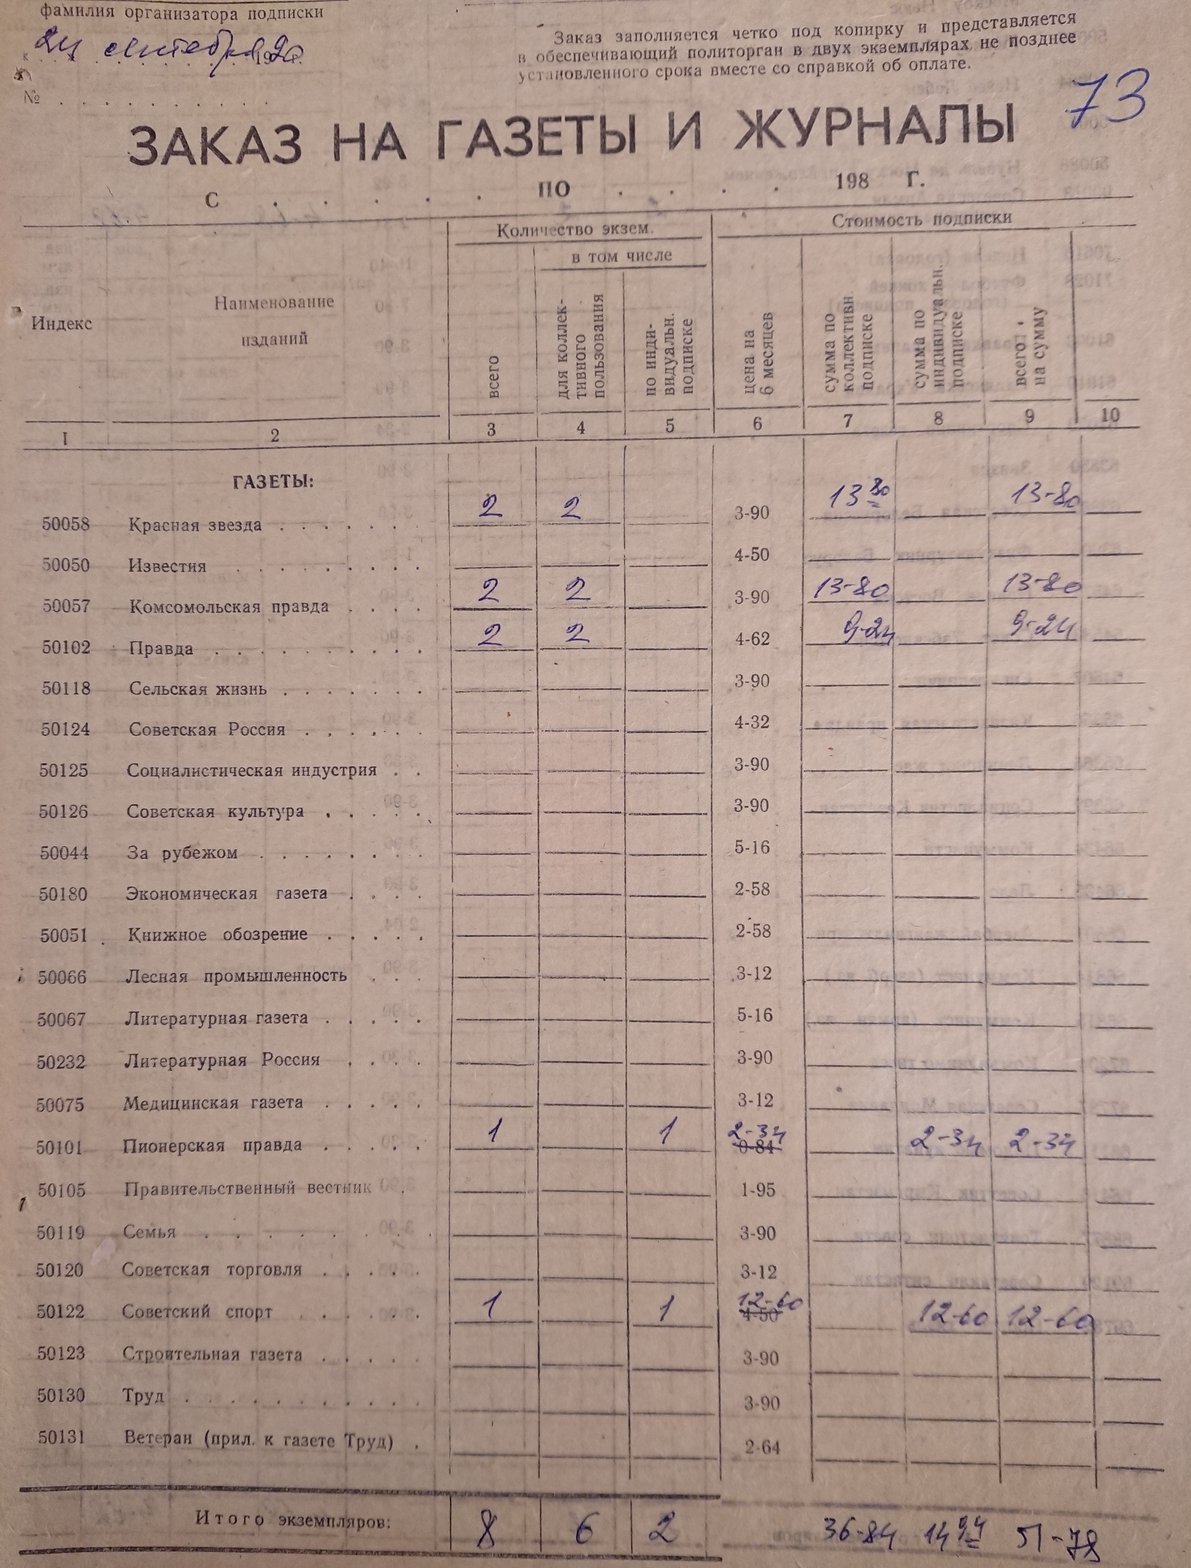 фамилия организатора подписки
24 сентября
№ . . . . . . . . . . .
Заказ заполняется четко под копирку и представляется
в обеспечивающий политорган в двух экземплярах не позднее
установленного срока вместе со справкой об оплате.
73
ЗАКАЗ НА ГАЗЕТЫ И ЖУРНАЛЫ
С . . . . . ПО . . . . 198 Г.
Количество экзем. Стоимость подписки
в том числе
Индекс
Наименование
изданий
всего
для коллек-
тивного
пользования
по инди-
видуальн.
подписке
цена на
6 месяцев
сумма по
коллективн
подписке
сумма по
индивидуальн.
подписке
всего
на сумму
1 2 3 4 5 6 7 8 9 10
ГАЗЕТЫ:
50058 Красная звезда . . . . . . . 2 2 3-90 13 80 13-80
50050 Известия . . . . . . . . . 4-50
50057 Комсомольская правда . . . . 2 2 3-90 13-80 13-80
50102 Правда . . . . . . . . . . 2 2 4-62 9-24 9-24
50118 Сельская жизнь . . . . . . . 3-90
50124 Советская Россия . . . . . . 4-32
50125 Социалистическая индустрия . . 3-90
50126 Советская культура . . . . . 3-90
50044 За рубежом . . . . . . . . 5-16
50180 Экономическая газета . . . . 2-58
50051 Книжное обозрение . . . . . 2-58
50066 Лесная промышленность . . . 3-12
50067 Литературная газета . . . . . 5-16
50232 Литературная Россия . . . . 3-90
50075 Медицинская газета . . . . . 3-12
50101 Пионерская правда . . . . . 1 1 2-34 0-84 2-34 2-34
50105 Правительственный вестник . 1-95
50119 Семья . . . . . . . . . . 3-90
50120 Советская торговля . . . . . 3-12
50122 Советский спорт . . . . . . 1 1 12-60 4-50 12-60 12-60
50123 Строительная газета . . . . . 3-90
50130 Труд . . . . . . . . . . . 3-90
50131 Ветеран (прил. к газете Труд) . 2-64
Итого экземпляров: 8 6 2 36-84 14 94 51-78